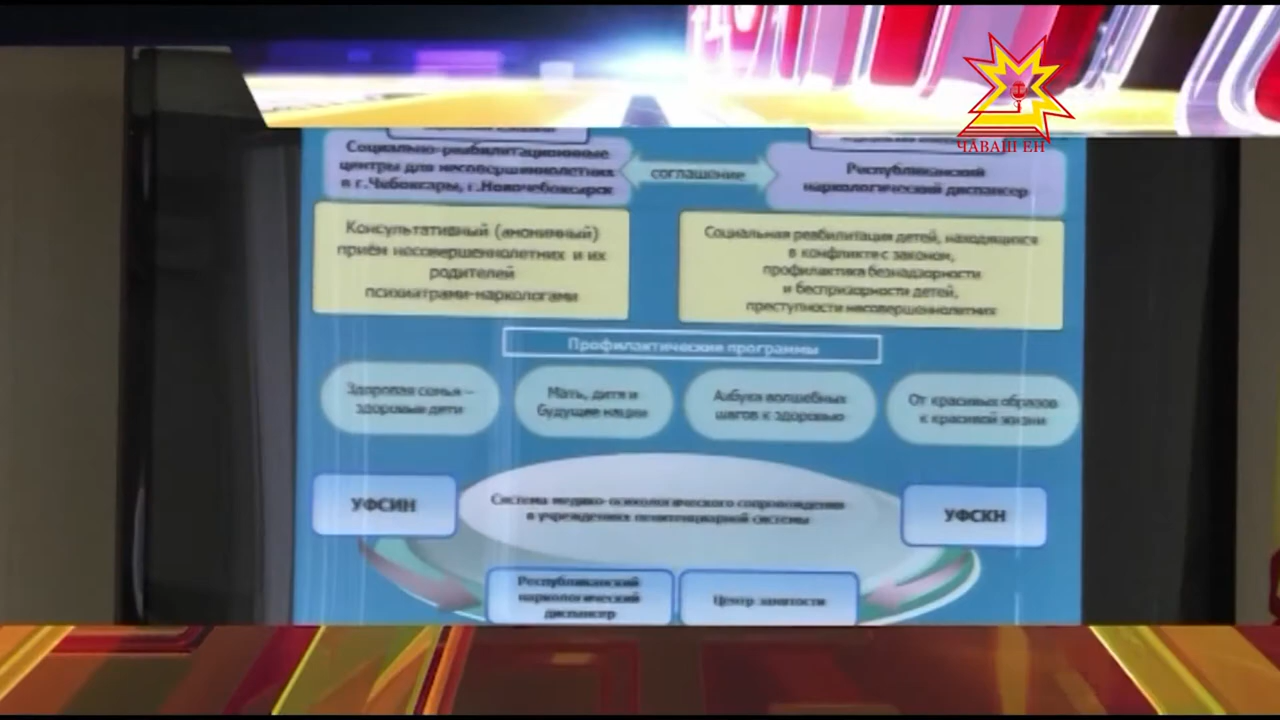 ЧӐВАШ ЕН
Социально-реабилитационные
центры для несовершеннолетних
в г.Чебоксары, г.Новочебоксарск
соглашение
Республиканский
наркологический диспансер
Консультативный (анонимный)
приём несовершеннолетних и их
родителей
психиатрами-наркологами
Социальная реабилитация детей, находящихся
в конфликте с законом,
профилактика безнадзорности
и беспризорности детей,
преступности несовершеннолетних
Профилактические программы
Здоровая семья –
здоровые дети
Мать, дитя и
будущее нации
Азбука волшебных
шагов к здоровью
От красивых образов
к красивой жизни
УФСИН
Система медико-психологического сопровождения
в учреждениях пенитенциарной системы
УФСКН
Республиканский
наркологический
диспансер
Центр занятости